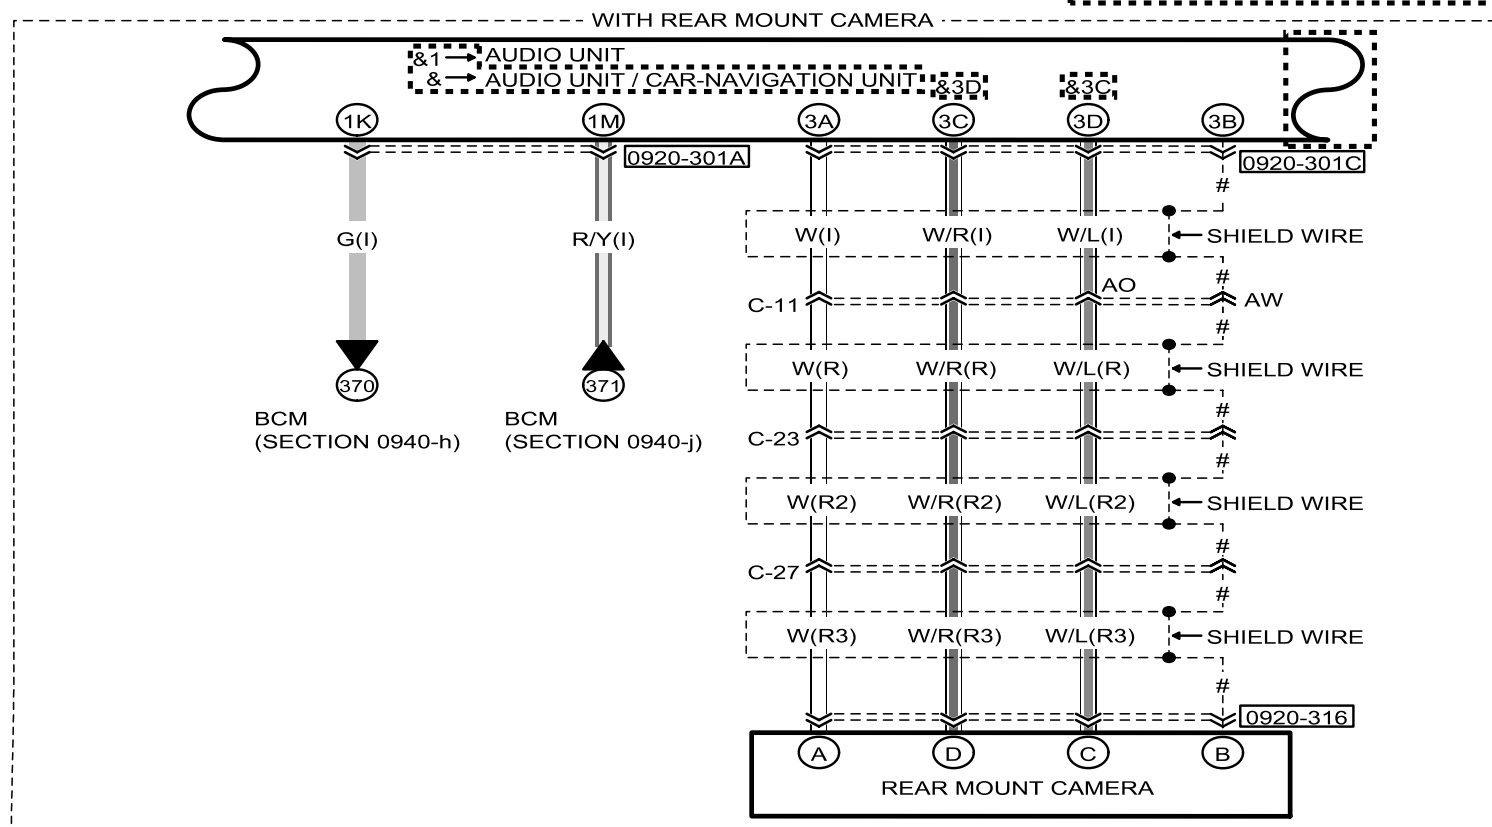 WITH REAR MOUNT CAMERA
&1 → AUDIO UNIT
& → AUDIO UNIT / CAR-NAVIGATION UNIT
&3D &3C
1K 1M 3A 3C 3D 3B
0920-301A 0920-301C
#
G(I) R/Y(I) W(I) W/R(I) W/L(I) SHIELD WIRE
#
AO
C-11 AW
#
W(R) W/R(R) W/L(R) SHIELD WIRE
370 371
BCM BCM
(SECTION 0940-h) (SECTION 0940-j)
#
C-23
#
W(R2) W/R(R2) W/L(R2) SHIELD WIRE
#
C-27
#
W(R3) W/R(R3) W/L(R3) SHIELD WIRE
#
0920-316
A D C B
REAR MOUNT CAMERA